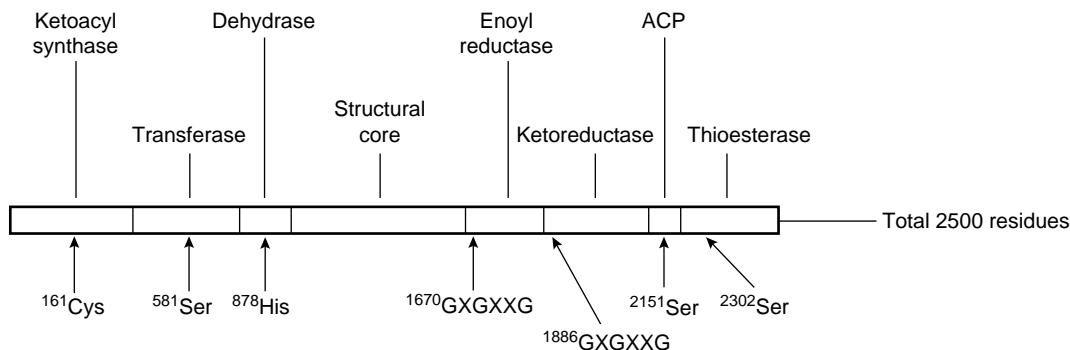 Ketoacyl
synthase
Dehydrase
Enoyl
reductase
ACP
Transferase
Structural
core
Ketoreductase
Thioesterase
Total 2500 residues
161Cys
581Ser
878His
1670GXGXXG
1886GXGXXG
2151Ser
2302Ser